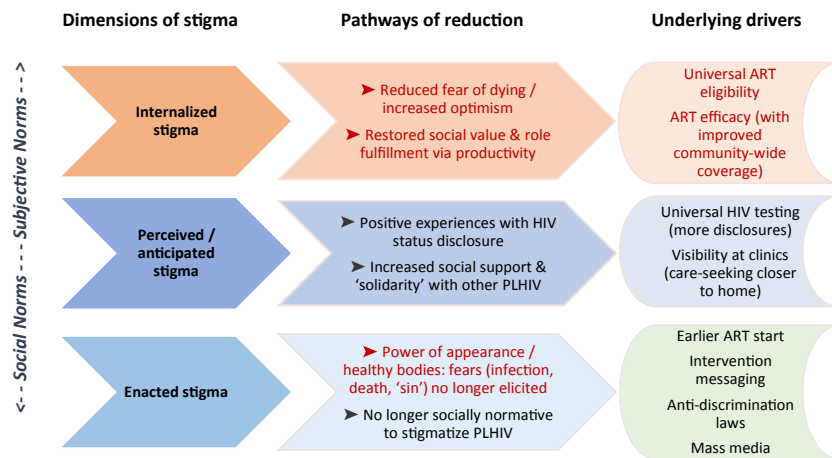 Dimensions of stigma
Pathways of reduction
Underlying drivers
<-- Social Norms --- Subjective Norms -->
Internalized
stigma
➤ Reduced fear of dying /
increased optimism
➤ Restored social value & role
fulfillment via productivity
Universal ART
eligibility
ART efficacy (with
improved
community-wide
coverage)
Perceived /
anticipated
stigma
➤ Positive experiences with HIV
status disclosure
➤ Increased social support &
‘solidarity’ with other PLHIV
Universal HIV testing
(more disclosures)
Visibility at clinics
(care-seeking closer
to home)
Enacted stigma
➤ Power of appearance /
healthy bodies: fears (infection,
death, ‘sin’) no longer elicited
➤ No longer socially normative
to stigmatize PLHIV
Earlier ART start
Intervention
messaging
Anti-discrimination
laws
Mass media